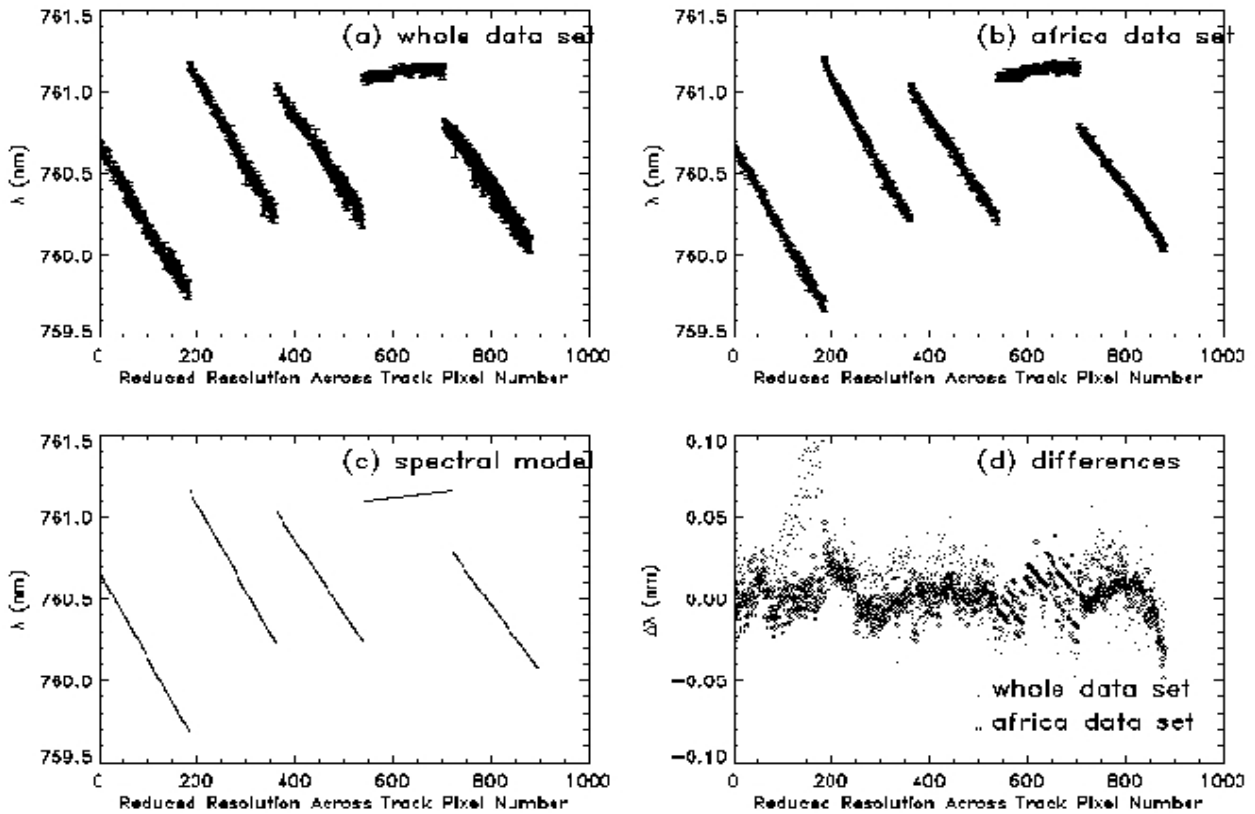 (a) whole data set
761.5
761.0
760.5
760.0
759.5
λ (nm)
0 200 400 600 800 1000
Reduced Resolution Across Track Pixel Number
(b) africa data set
761.5
761.0
760.5
760.0
759.5
λ (nm)
0 200 400 600 800 1000
Reduced Resolution Across Track Pixel Number
(c) spectral model
761.5
761.0
760.5
760.0
759.5
λ (nm)
0 200 400 600 800 1000
Reduced Resolution Across Track Pixel Number
(d) differences
0.10
0.05
0.00
−0.05
−0.10
Δλ (nm)
whole data set
africa data set
0 200 400 600 800 1000
Reduced Resolution Across Track Pixel Number